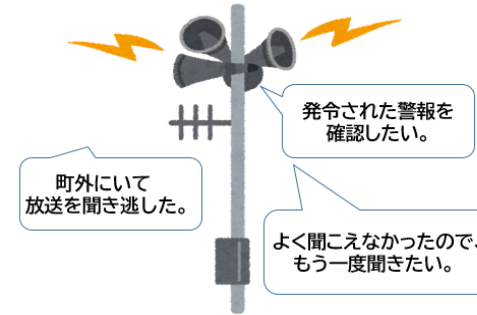 発令された警報を
確認したい。
町外にいて
放送を聞き逃した。
よく聞こえなかったので、
もう一度聞きたい。